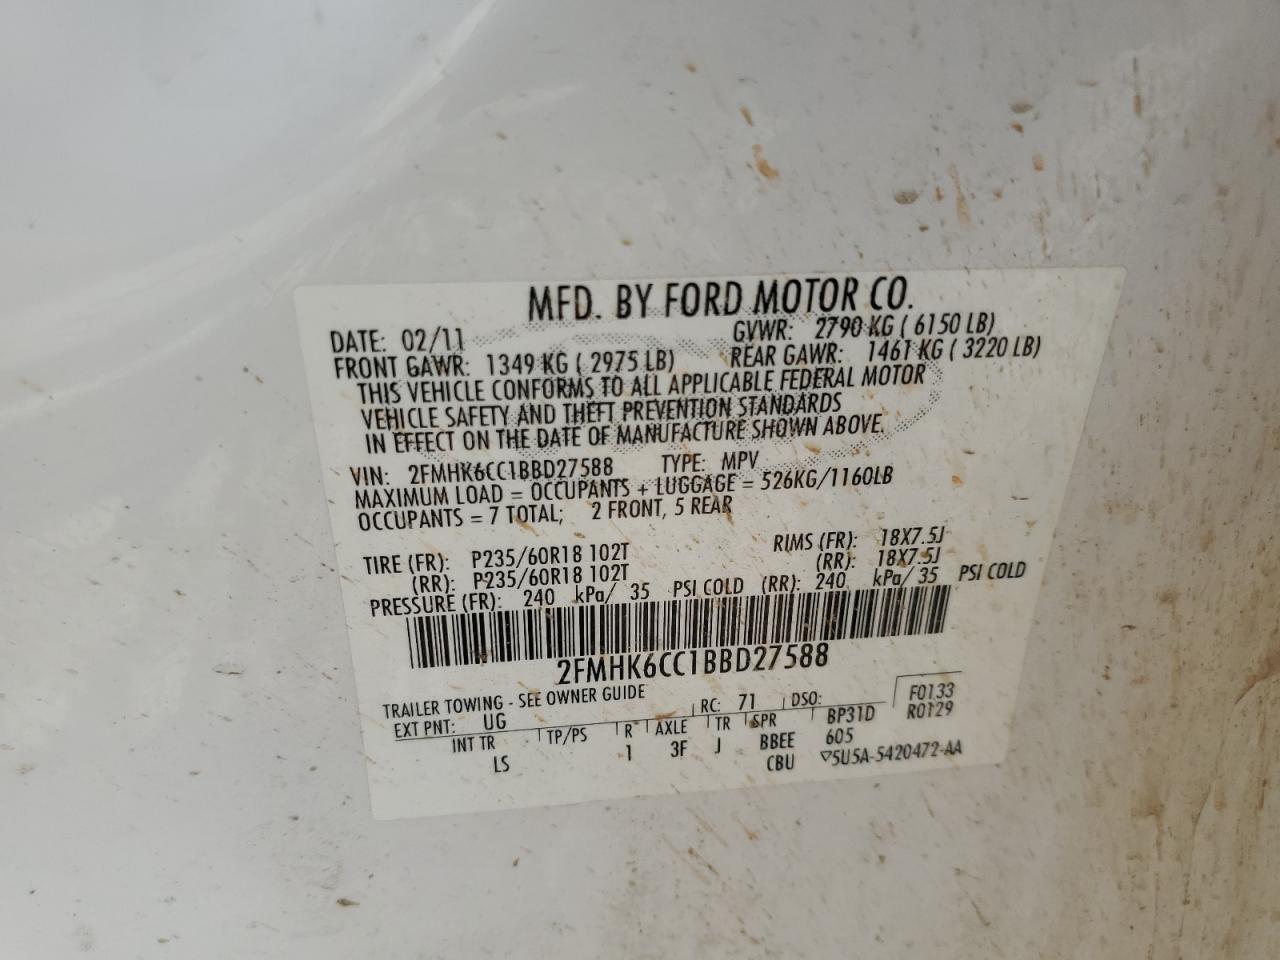 MFD. BY FORD MOTOR CO.
DATE: 02/11 GVWR: 2790 KG ( 6150 LB)
FRONT GAWR: 1349 KG ( 2975 LB) REAR GAWR: 1461 KG ( 3220 LB)
THIS VEHICLE CONFORMS TO ALL APPLICABLE FEDERAL MOTOR
VEHICLE SAFETY AND THEFT PREVENTION STANDARDS
IN EFFECT ON THE DATE OF MANUFACTURE SHOWN ABOVE.
VIN: 2FMHK6CC1BBD27588 TYPE: MPV
MAXIMUM LOAD = OCCUPANTS + LUGGAGE = 526KG/1160LB
OCCUPANTS = 7 TOTAL; 2 FRONT, 5 REAR
TIRE (FR): P235/60R18 102T RIMS (FR): 18X7.5J
(RR): P235/60R18 102T (RR): 18X7.5J
PRESSURE (FR): 240 kPa/ 35 PSI COLD (RR): 240 kPa/ 35 PSI COLD
2FMHK6CC1BBD27588
TRAILER TOWING - SEE OWNER GUIDE
EXT PNT: UG RC: 71 DSO: F0133
INT TR TP/PS R AXLE TR SPR BP31D R0129
LS 1 3F J BBEE 605
CBU ▽5U5A-5420472-AA